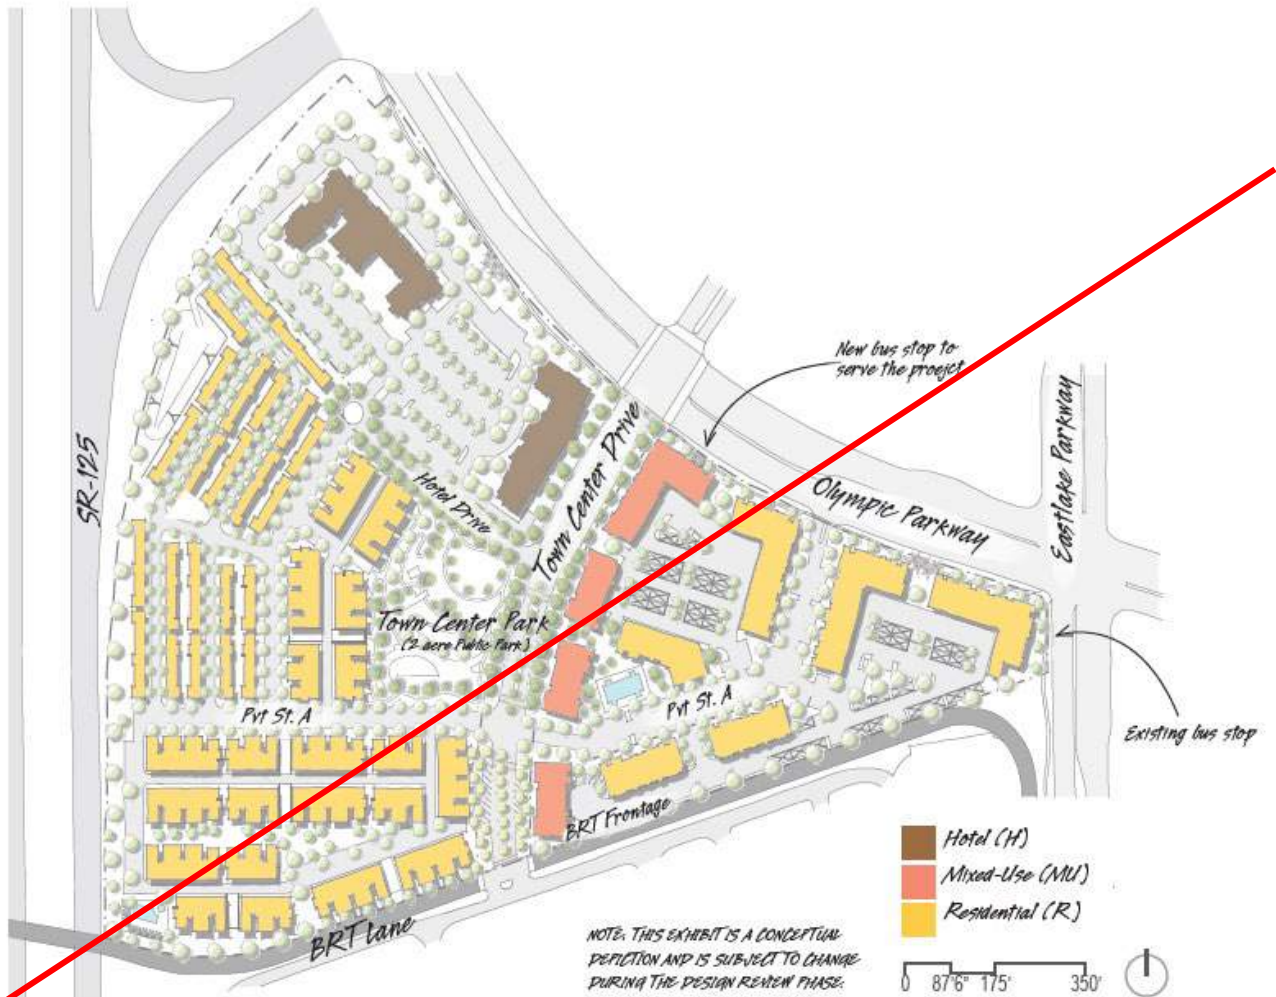 New bus stop to
serve the proejct
SR-125
Hotel Drive
Town Center Drive
Olympic Parkway
Eastlake Parkway
Town Center Park
(2 acre Public Park)
Pvt St. A
Pvt St. A
Existing bus stop
BRT Frontage
BRT Lane
Hotel (H)
Mixed-Use (MU)
Residential (R)
NOTE: THIS EXHIBIT IS A CONCEPTUAL
DEPICTION AND IS SUBJECT TO CHANGE
DURING THE DESIGN REVIEW PHASE.
0 87'6" 175' 350'